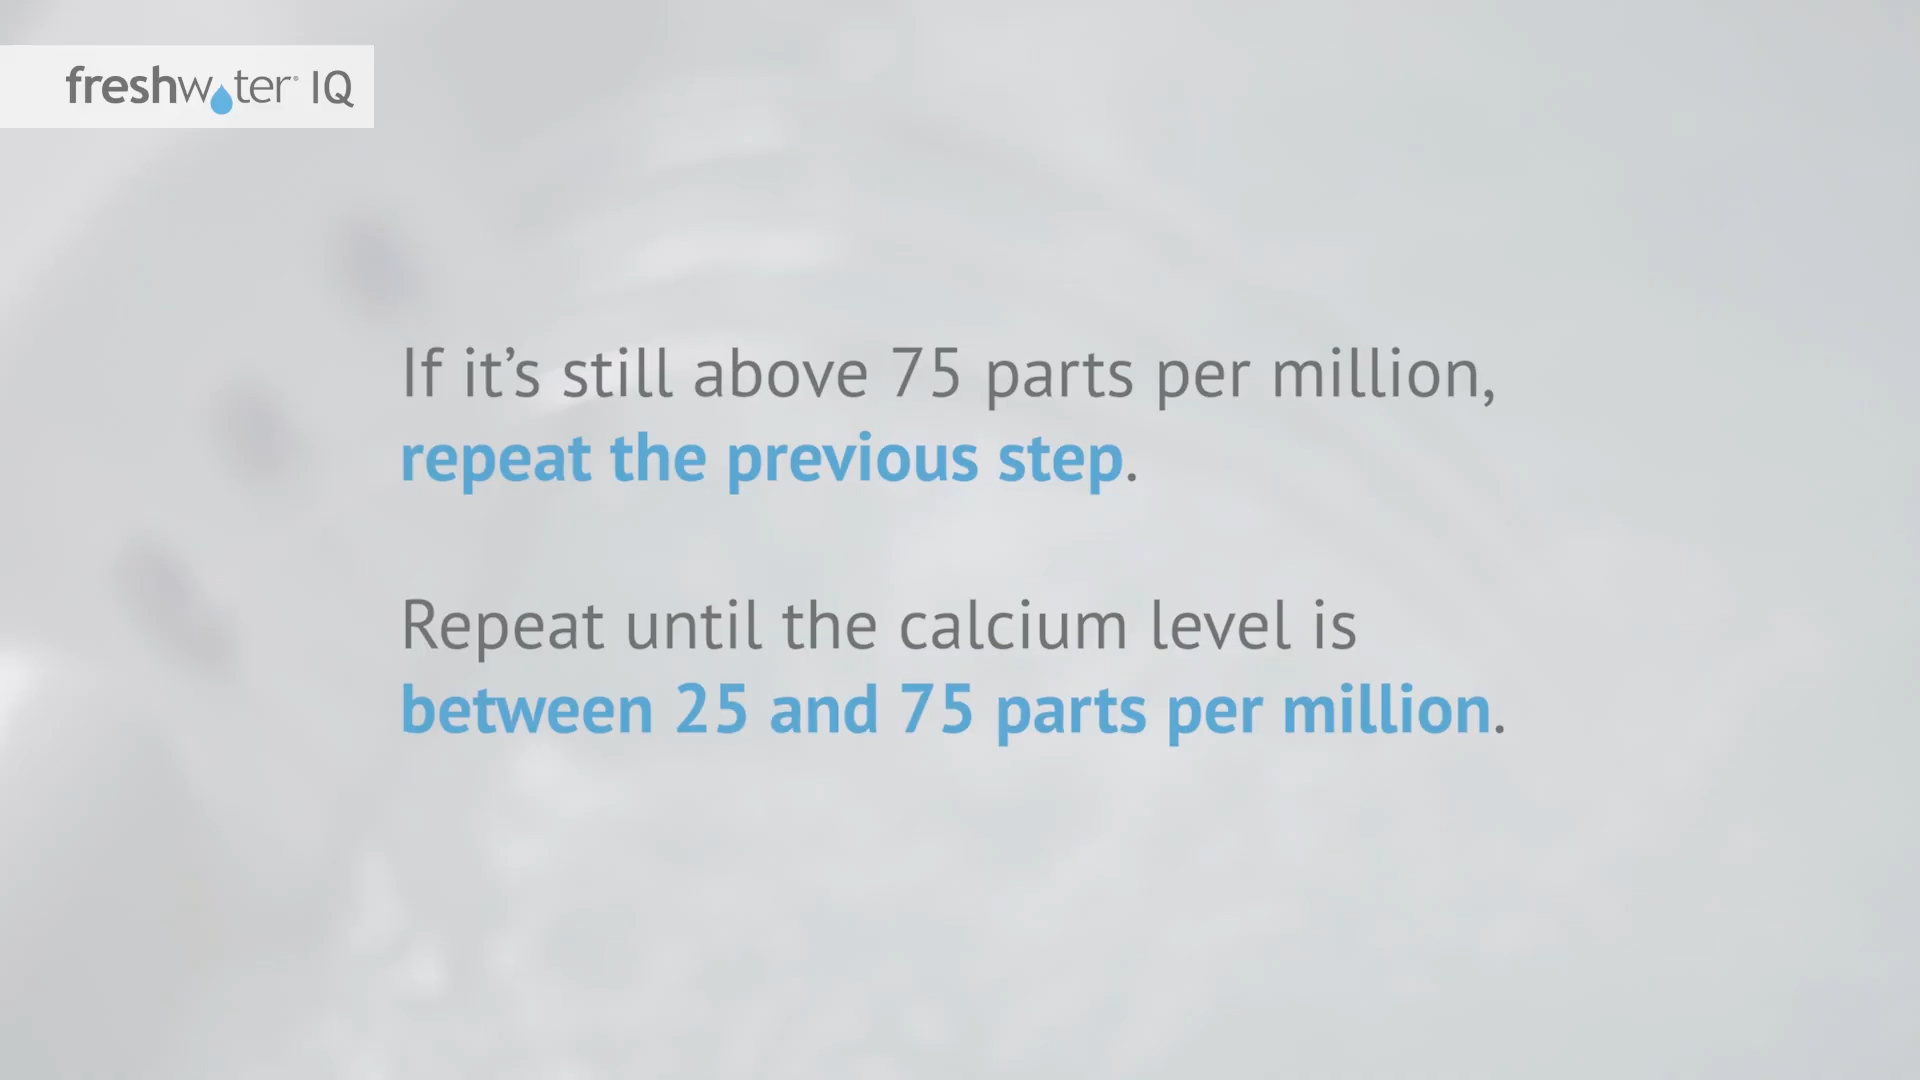 freshwater® IQ
If it’s still above 75 parts per million,
repeat the previous step.
Repeat until the calcium level is
between 25 and 75 parts per million.